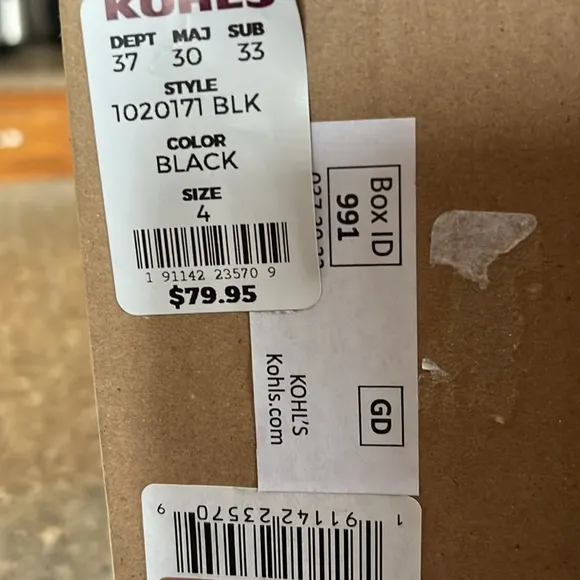 KOHLS
DEPT MAJ SUB
37 30 33
STYLE
1020171 BLK
COLOR
BLACK
SIZE
4
1 91142 23570 9
$79.95
Box ID
991
GD
KOHL'S
Kohls.com
1 91142 23570 9